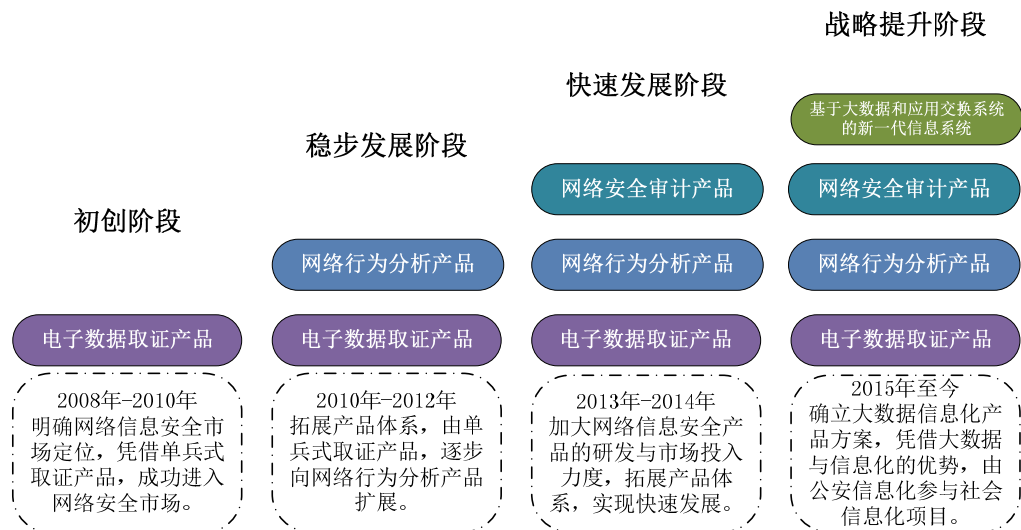 初创阶段
电子数据取证产品
2008年-2010年
明确网络信息安全市
场定位，凭借单兵式
取证产品，成功进入
网络安全市场。
稳步发展阶段
网络行为分析产品
电子数据取证产品
2010年-2012年
拓展产品体系，由单
兵式取证产品，逐步
向网络行为分析产品
扩展。
快速发展阶段
网络安全审计产品
网络行为分析产品
电子数据取证产品
2013年-2014年
加大网络信息安全产
品的研发与市场投入
力度，拓展产品体
系，实现快速发展。
战略提升阶段
基于大数据和应用交换系统
的新一代信息系统
网络安全审计产品
网络行为分析产品
电子数据取证产品
2015年至今
确立大数据信息化产
品方案，凭借大数据
与信息化的优势，由
公安信息化参与社会
信息化项目。